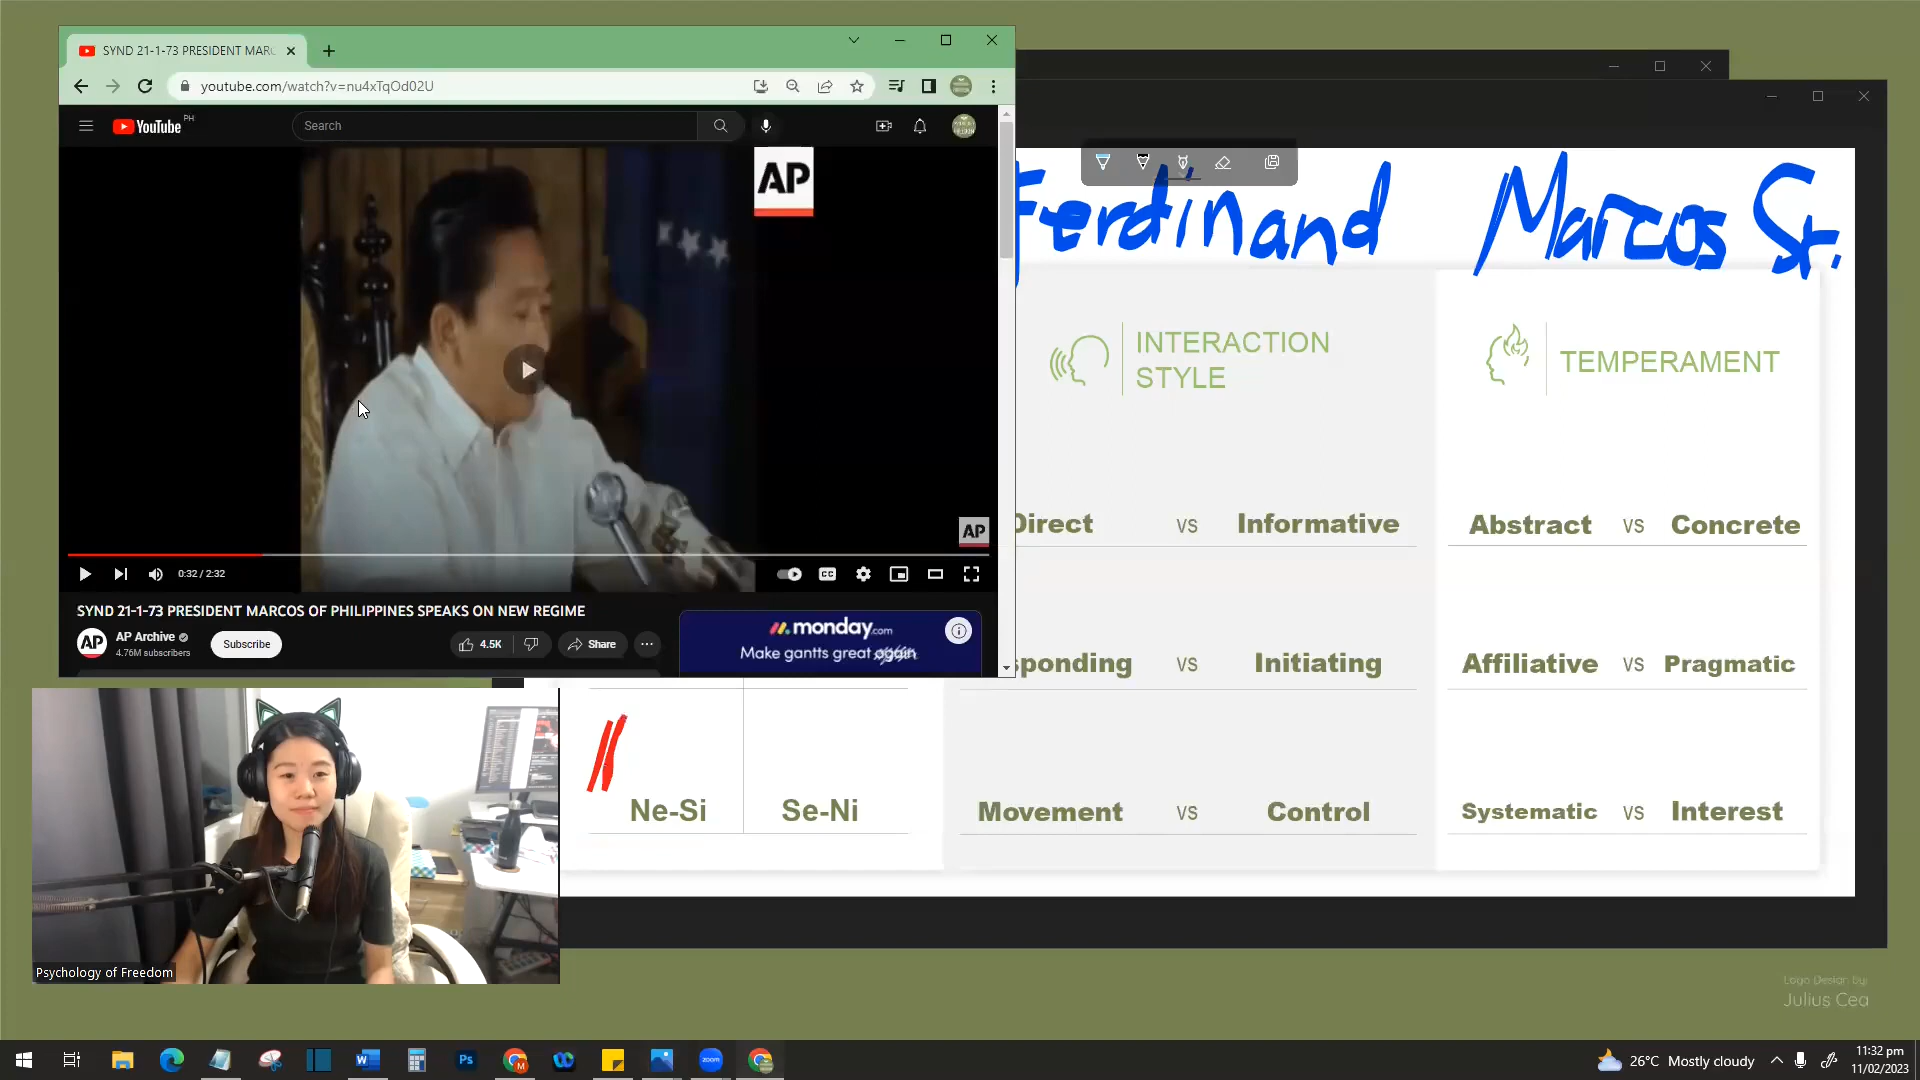 SYND 21-1-73 PRESIDENT MARC
youtube.com/watch?v=nu4xTqOd02U
YouTube PH
Search
AP
AP
0:32 / 2:32
CC
SYND 21-1-73 PRESIDENT MARCOS OF PHILIPPINES SPEAKS ON NEW REGIME
AP
AP Archive
4.76M subscribers
Subscribe
4.5K
Share
monday.com
Make gantts great again
Ferdinand Marcos Sr.
INTERACTION
STYLE
TEMPERAMENT
Direct VS Informative
Abstract VS Concrete
sponding VS Initiating
Affiliative VS Pragmatic
Ne-Si
Se-Ni
Movement VS Control
Systematic VS Interest
Psychology of Freedom
Logo Design by:
Julius Cea
W
Ps
M
zoom
26°C Mostly cloudy
11:32 pm
11/02/2023